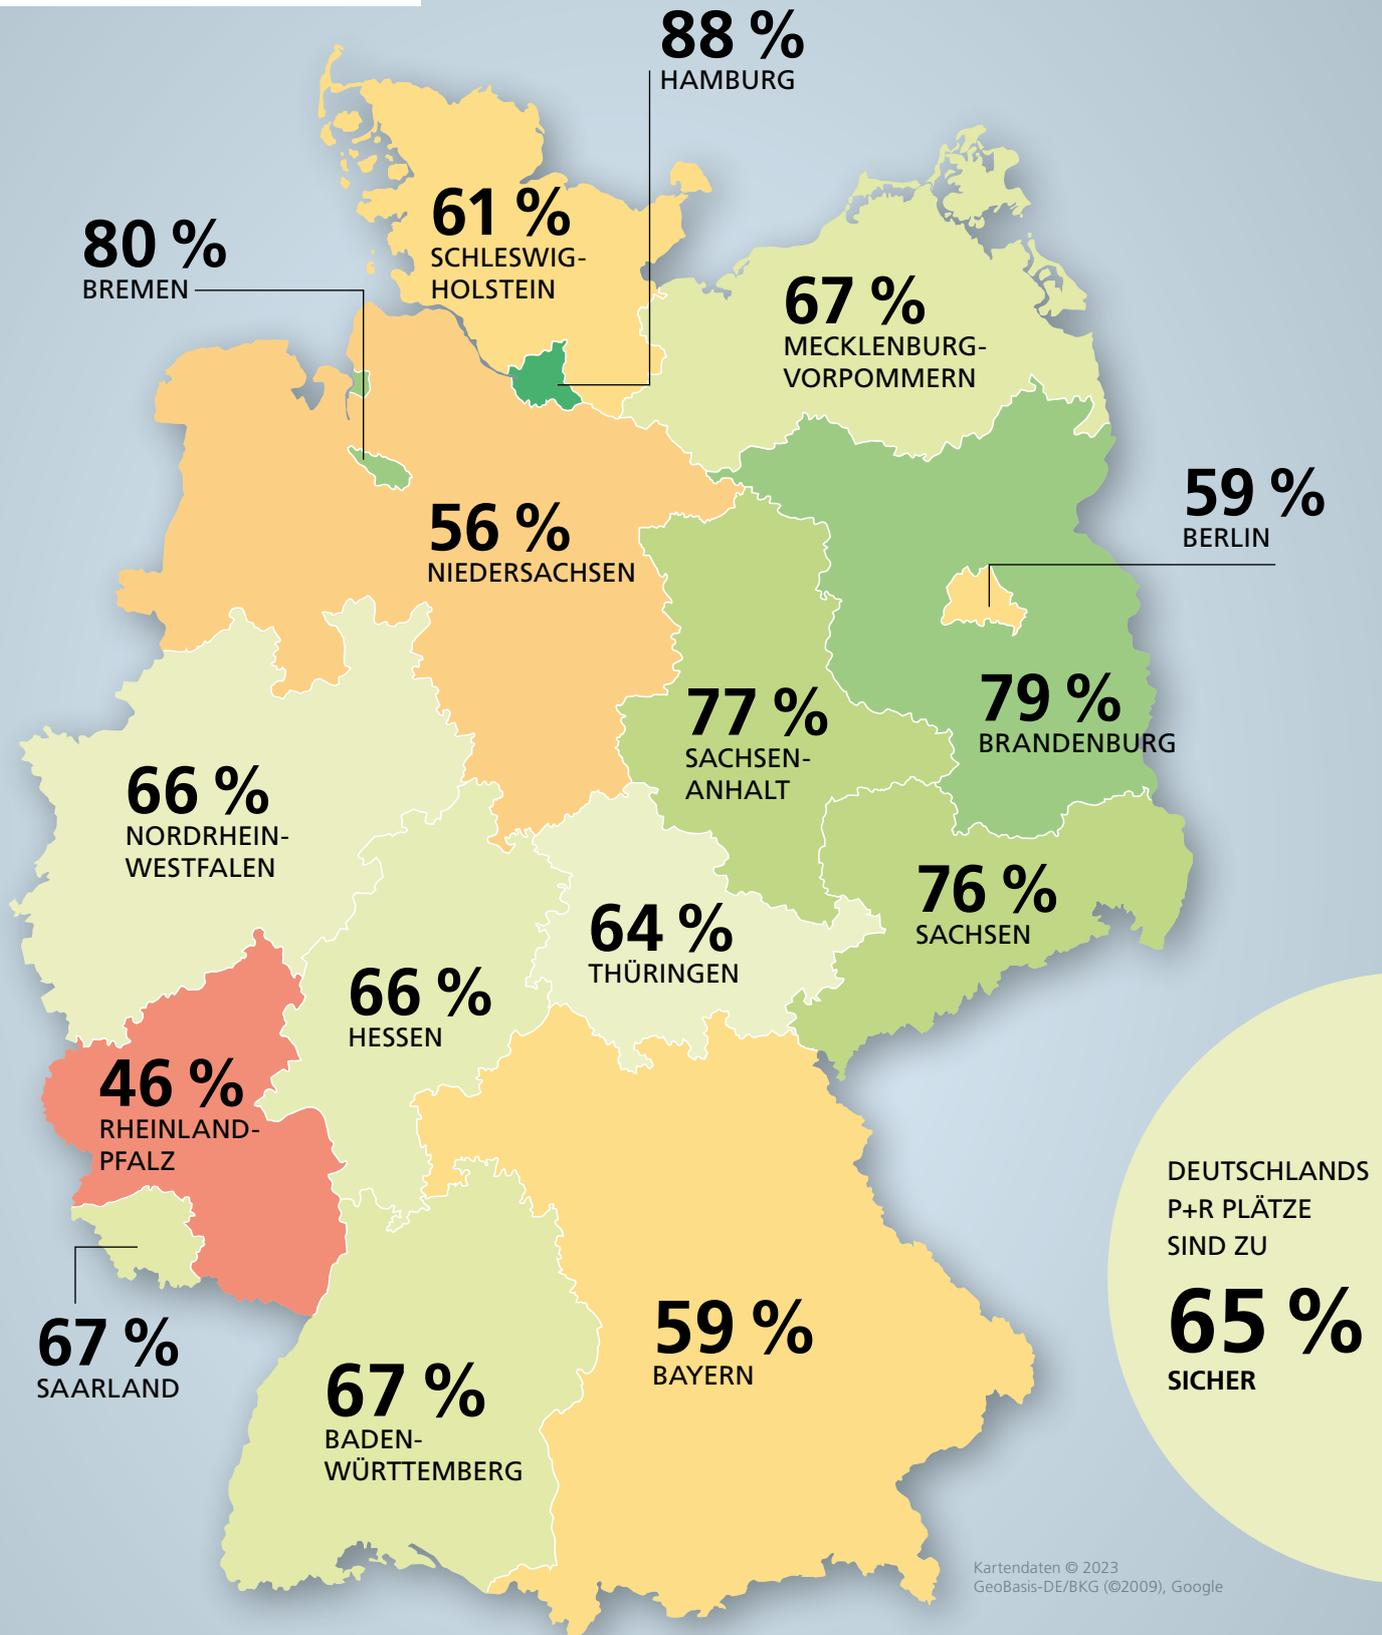 88 %
HAMBURG
61 %
SCHLESWIG-
HOLSTEIN
80 %
BREMEN
67 %
MECKLENBURG-
VORPOMMERN
59 %
BERLIN
56 %
NIEDERSACHSEN
79 %
BRANDENBURG
77 %
SACHSEN-
ANHALT
66 %
NORDRHEIN-
WESTFALEN
76 %
SACHSEN
64 %
THÜRINGEN
66 %
HESSEN
46 %
RHEINLAND-
PFALZ
67 %
SAARLAND
59 %
BAYERN
67 %
BADEN-
WÜRTTEMBERG
DEUTSCHLANDS
P+R PLÄTZE
SIND ZU
65 %
SICHER
Kartendaten © 2023
GeoBasis-DE/BKG (©2009), Google